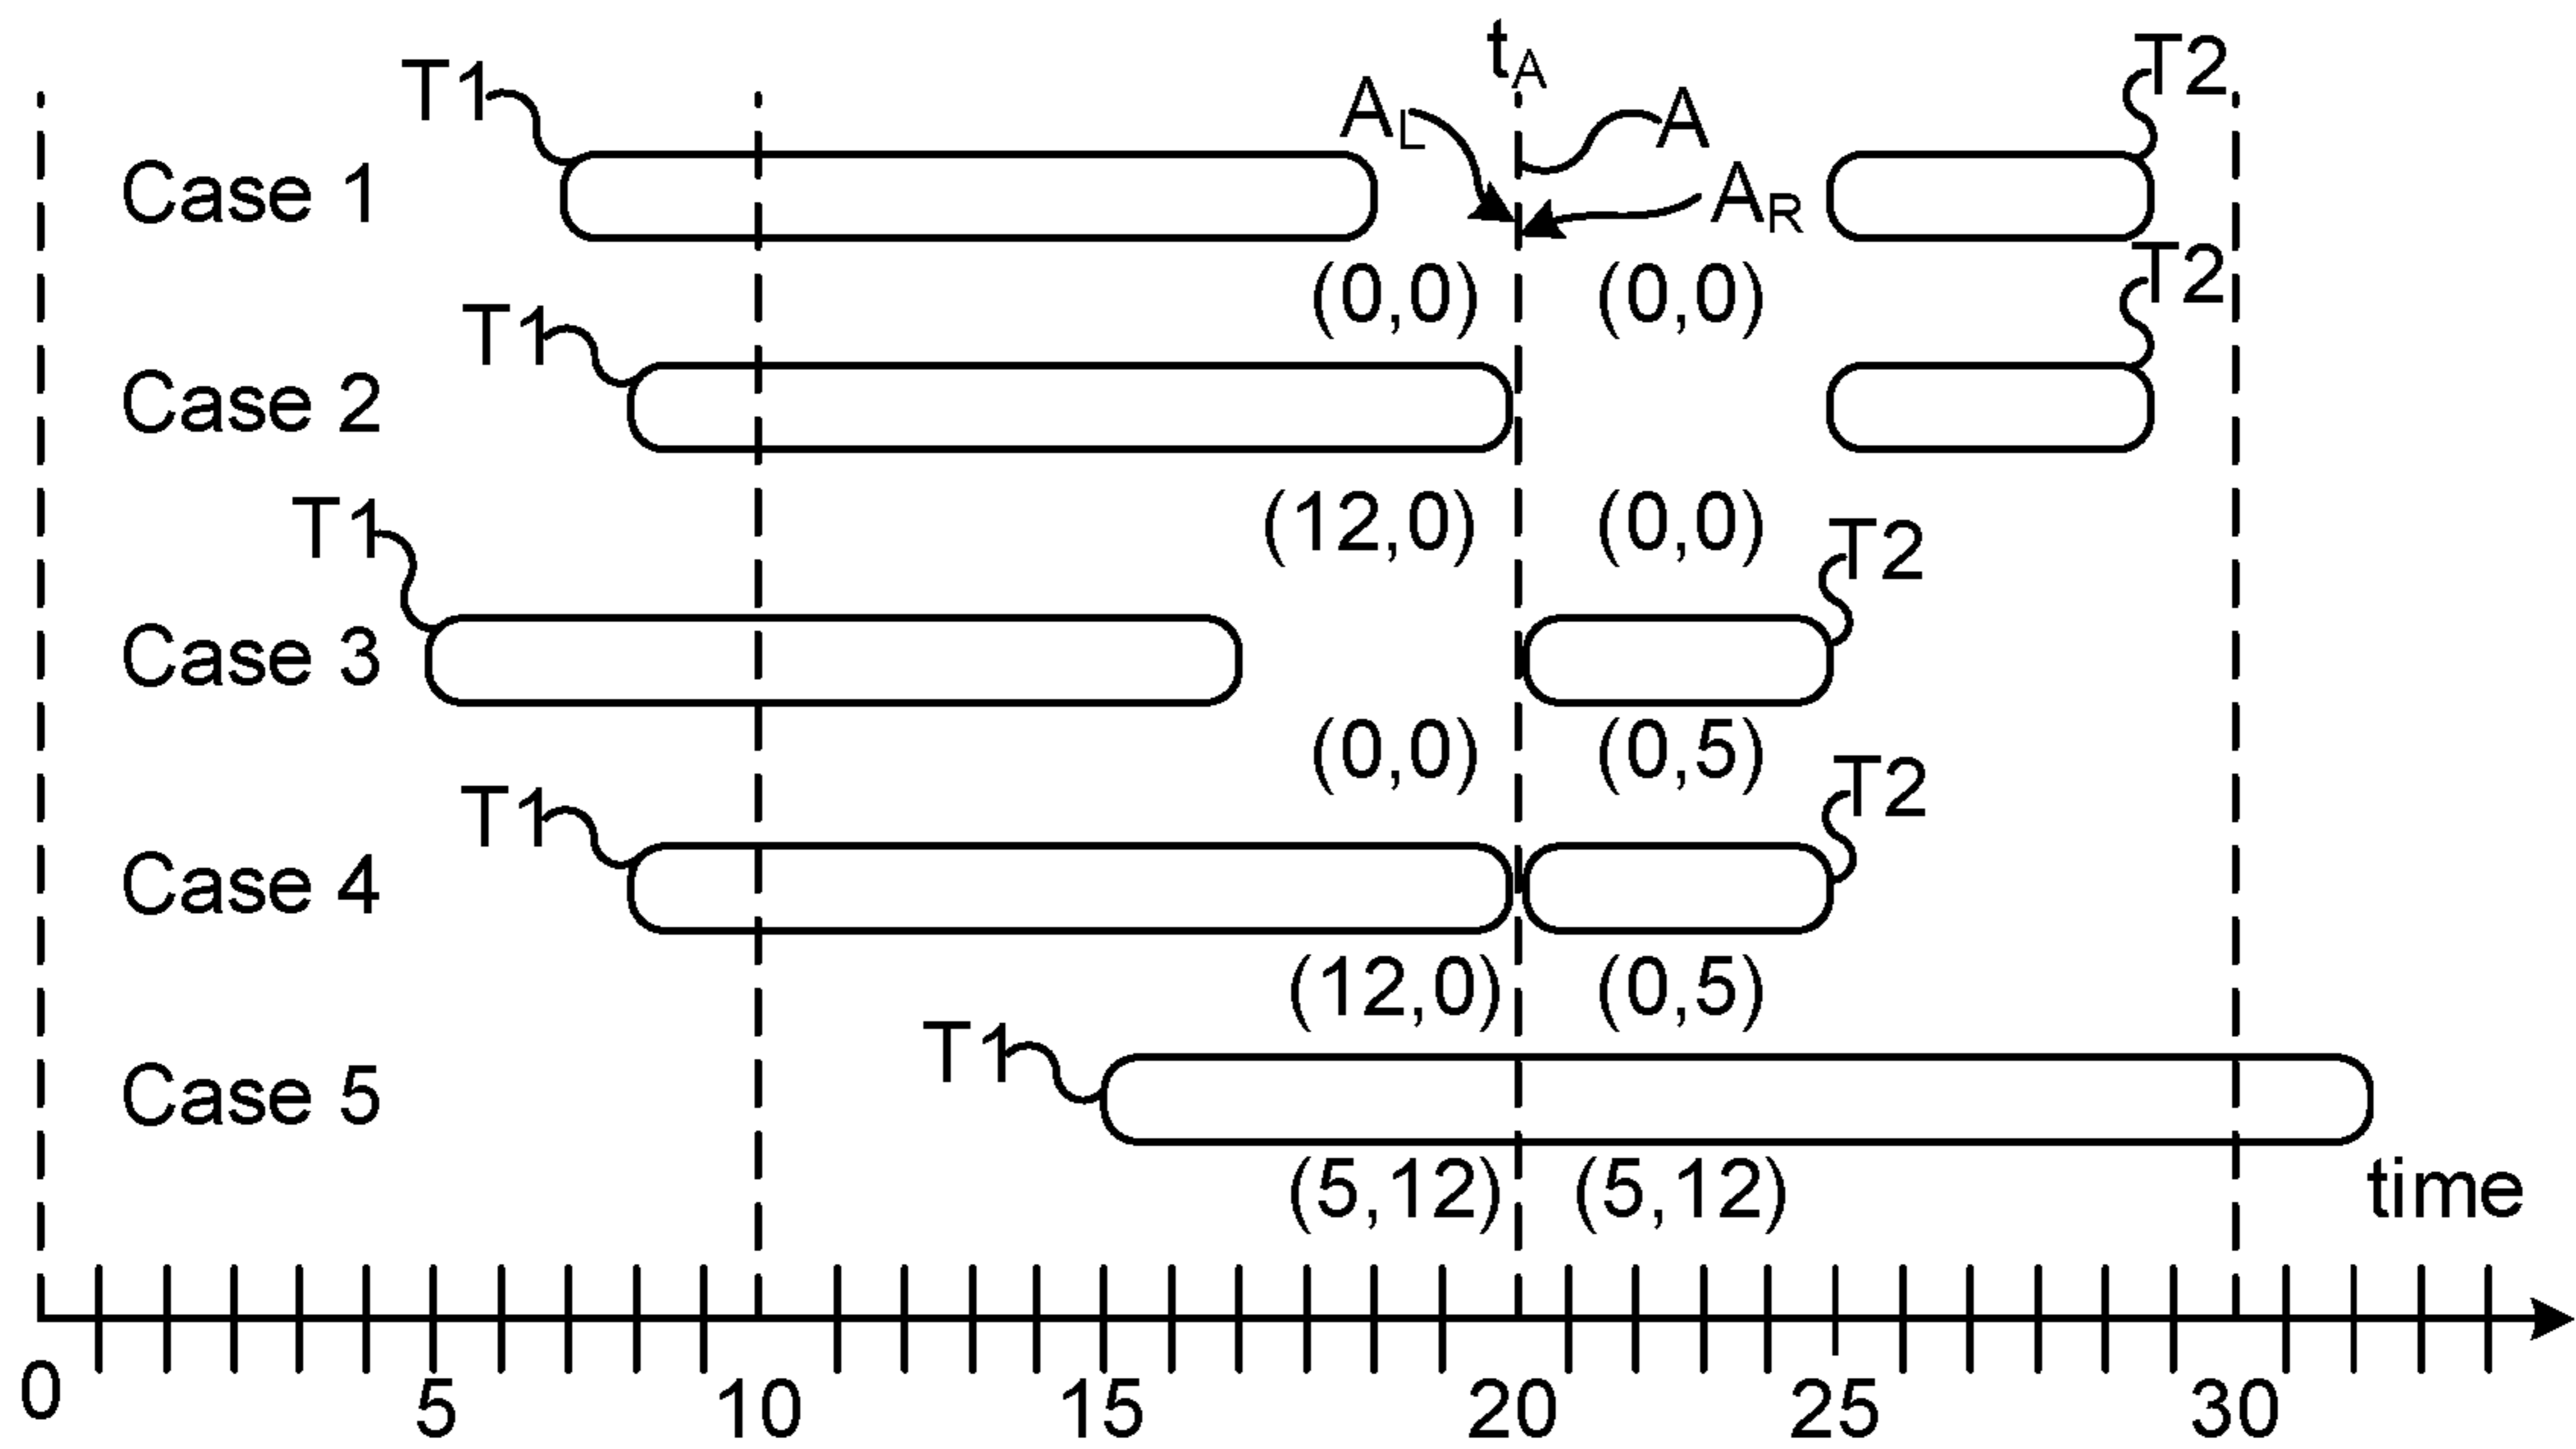 t_A
T1 A_L A T2
Case 1 A_R
(0,0) (0,0) T2
T1
Case 2
(12,0) (0,0)
T1 T2
Case 3
(0,0) (0,5)
T1 T2
Case 4
(12,0) (0,5)
T1
Case 5
(5,12) (5,12) time
0 5 10 15 20 25 30